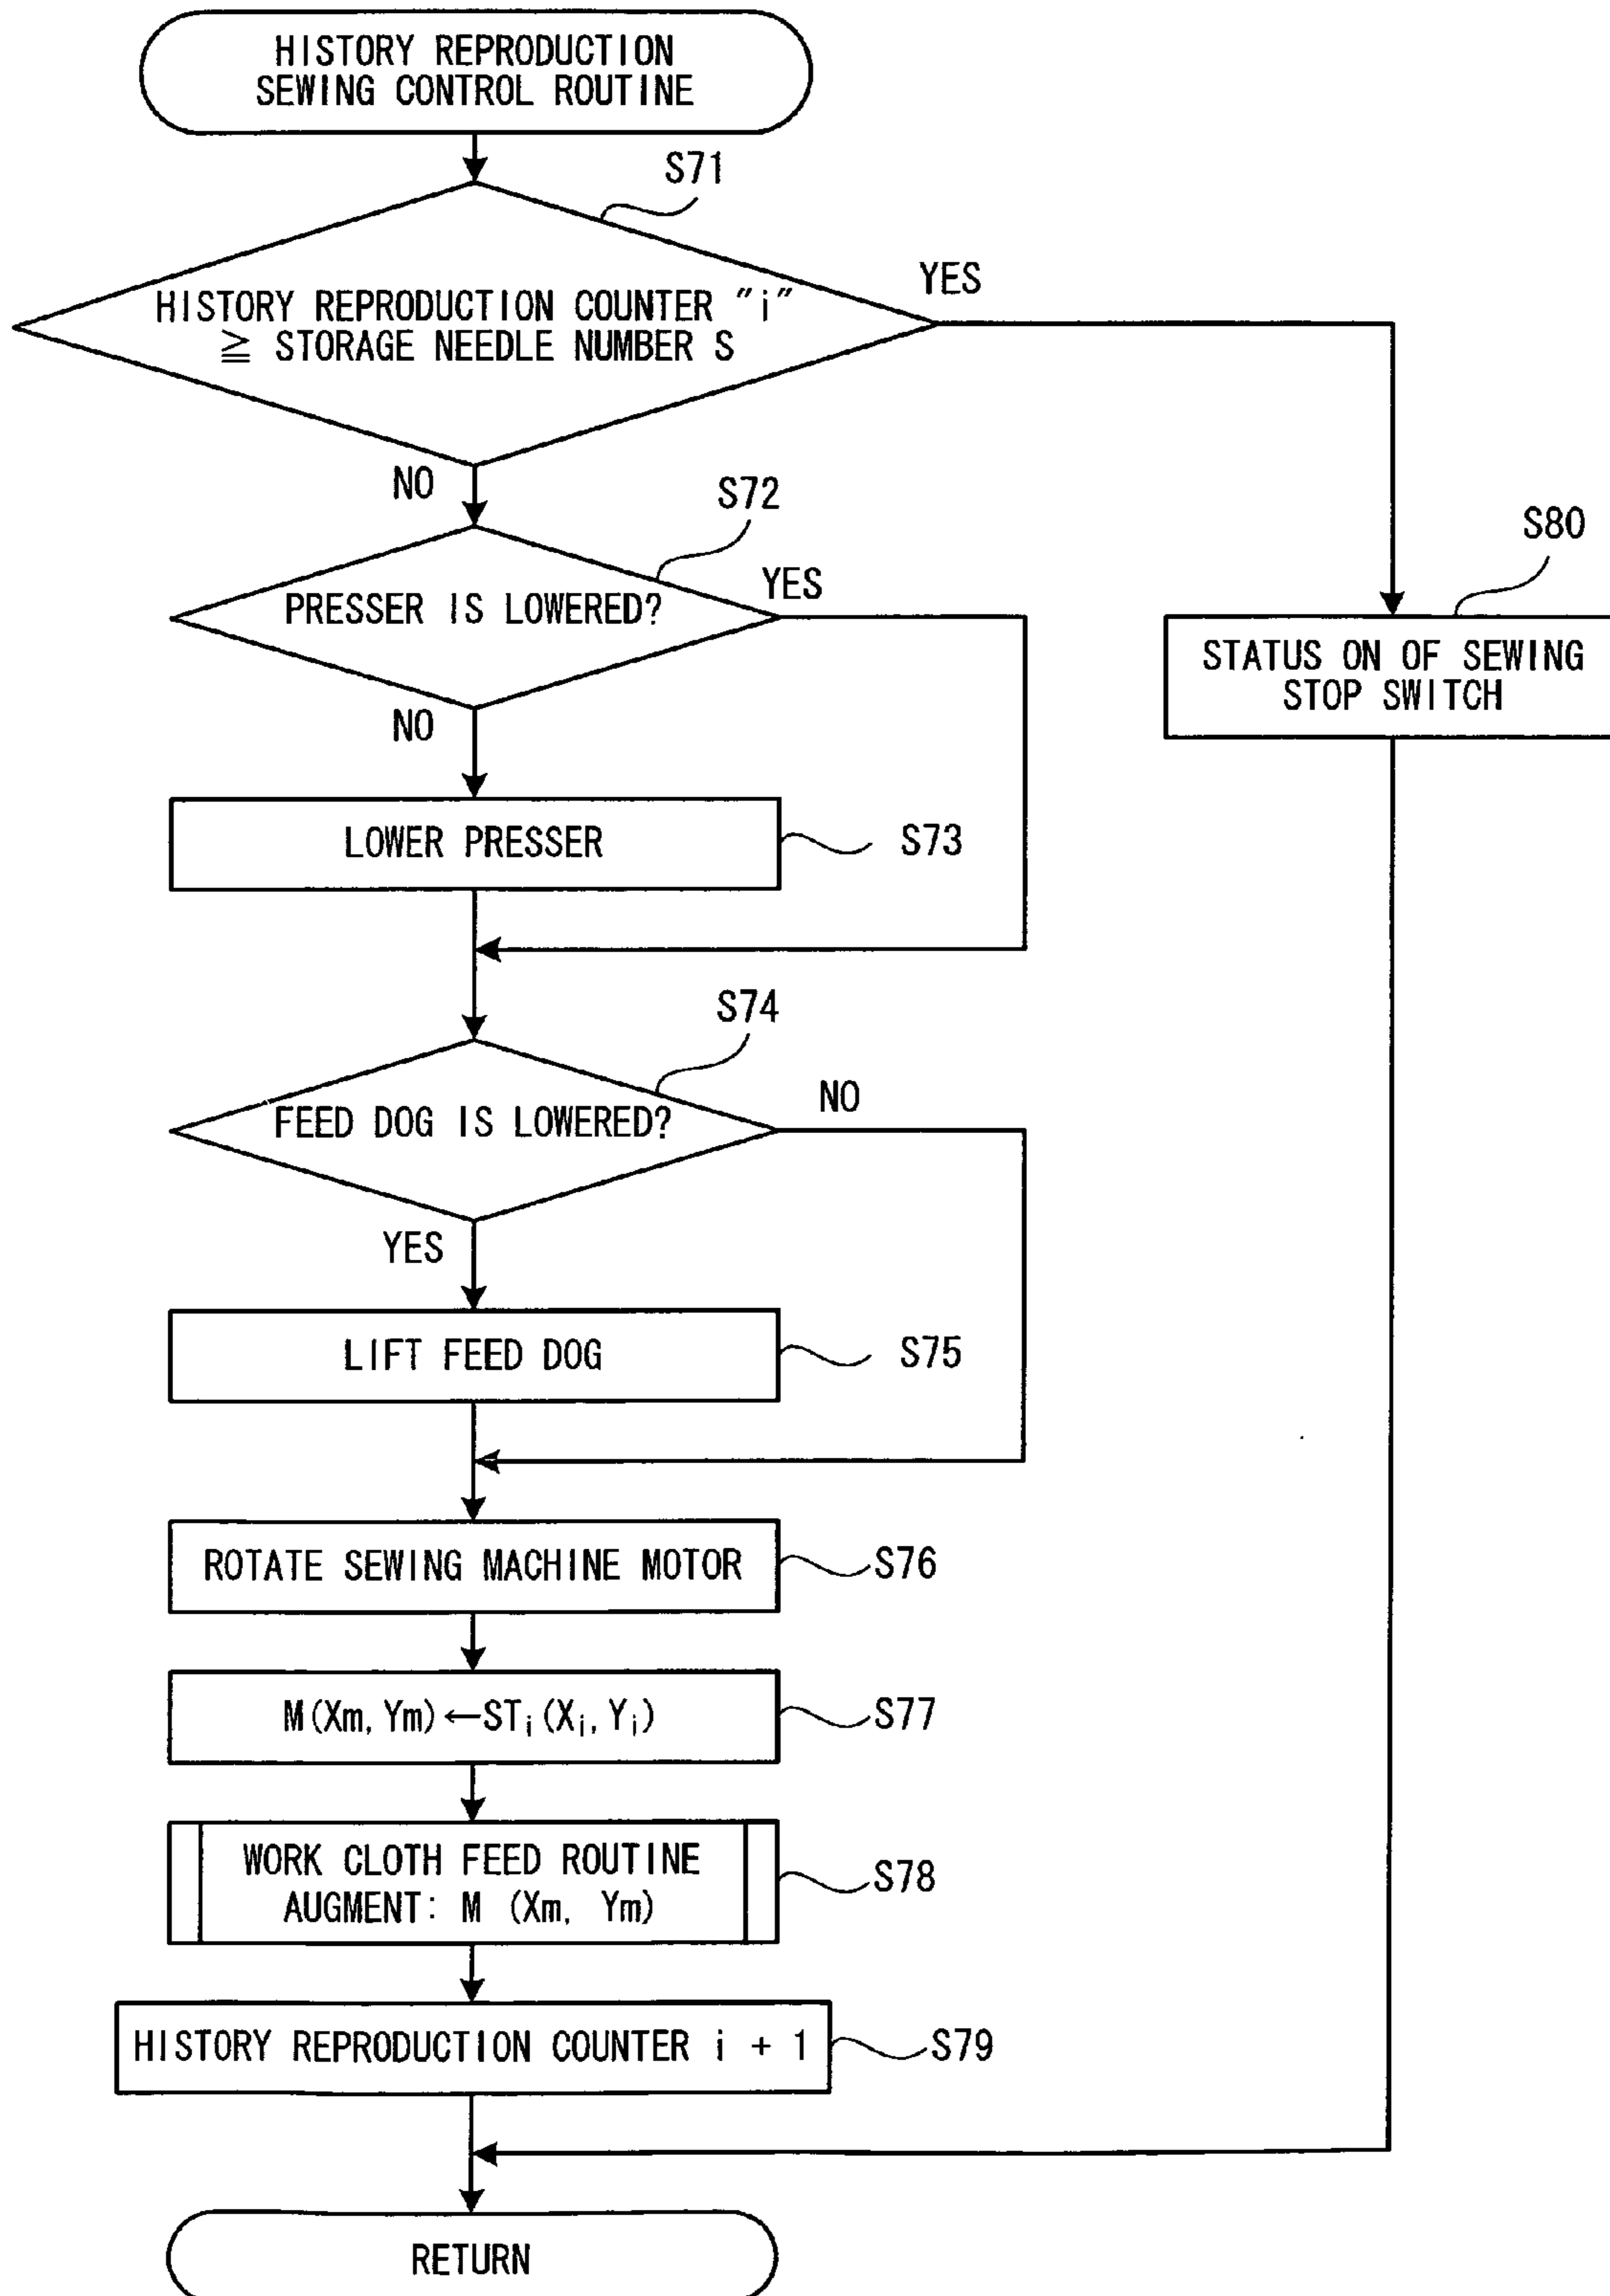 HISTORY REPRODUCTION
SEWING CONTROL ROUTINE
S71
HISTORY REPRODUCTION COUNTER "i"
≧ STORAGE NEEDLE NUMBER S
YES
NO
S72
PRESSER IS LOWERED?
YES
S80
STATUS ON OF SEWING
STOP SWITCH
NO
LOWER PRESSER
S73
S74
FEED DOG IS LOWERED?
NO
YES
LIFT FEED DOG
S75
ROTATE SEWING MACHINE MOTOR
S76
M(Xm, Ym)←STi(Xi, Yi)
S77
WORK CLOTH FEED ROUTINE
AUGMENT: M (Xm, Ym)
S78
HISTORY REPRODUCTION COUNTER i + 1
S79
RETURN